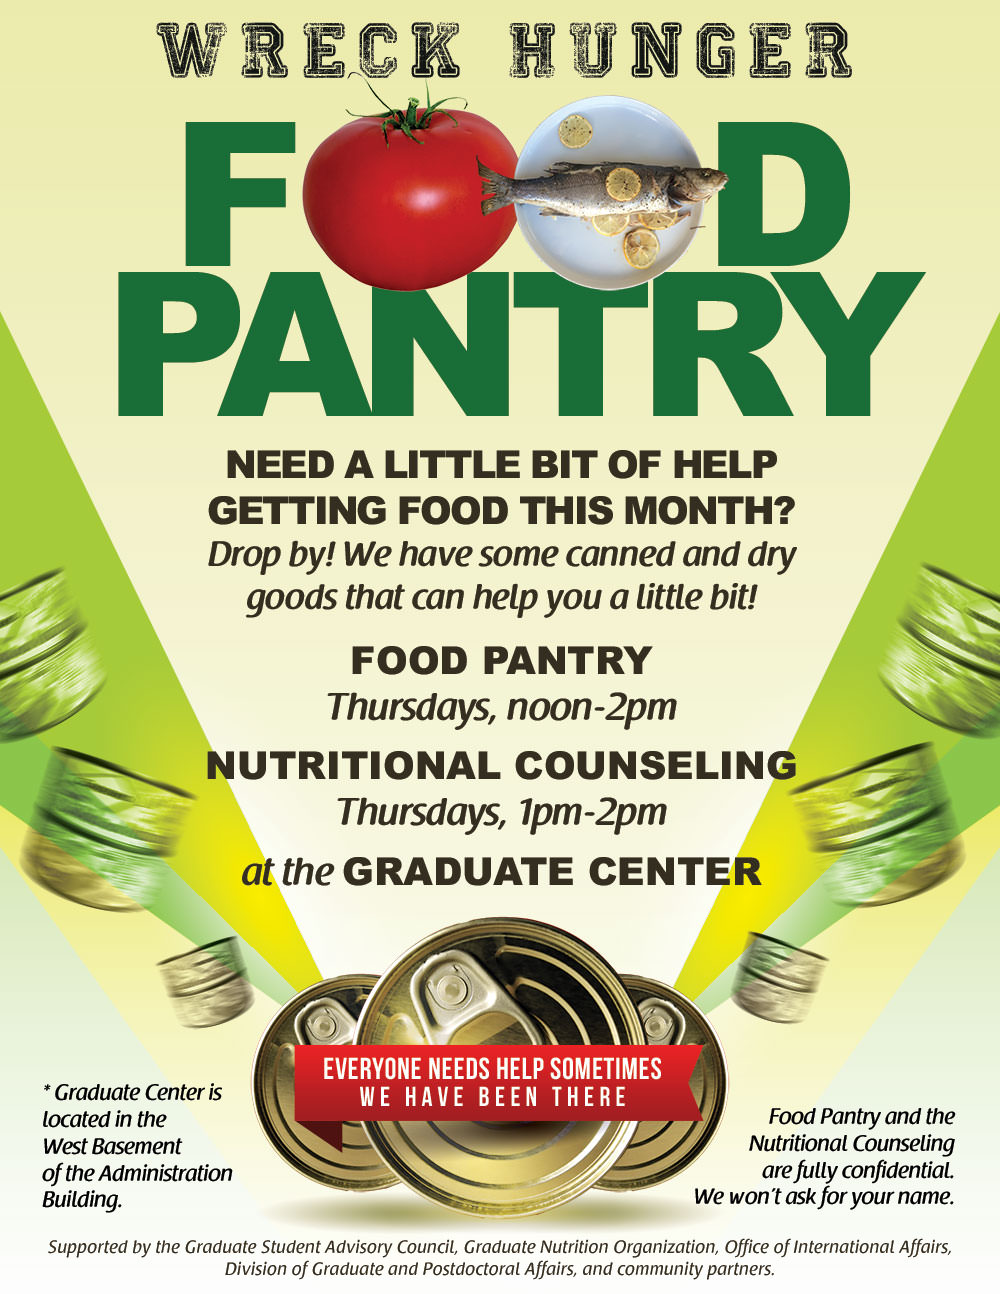 WRECK HUNGER
FOOD
PANTRY
NEED A LITTLE BIT OF HELP
GETTING FOOD THIS MONTH?
Drop by! We have some canned and dry
goods that can help you a little bit!
FOOD PANTRY
Thursdays, noon-2pm
NUTRITIONAL COUNSELING
Thursdays, 1pm-2pm
at the GRADUATE CENTER
EVERYONE NEEDS HELP SOMETIMES
WE HAVE BEEN THERE
* Graduate Center is
located in the
West Basement
of the Administration
Building.
Food Pantry and the
Nutritional Counseling
are fully confidential.
We won't ask for your name.
Supported by the Graduate Student Advisory Council, Graduate Nutrition Organization, Office of International Affairs,
Division of Graduate and Postdoctoral Affairs, and community partners.